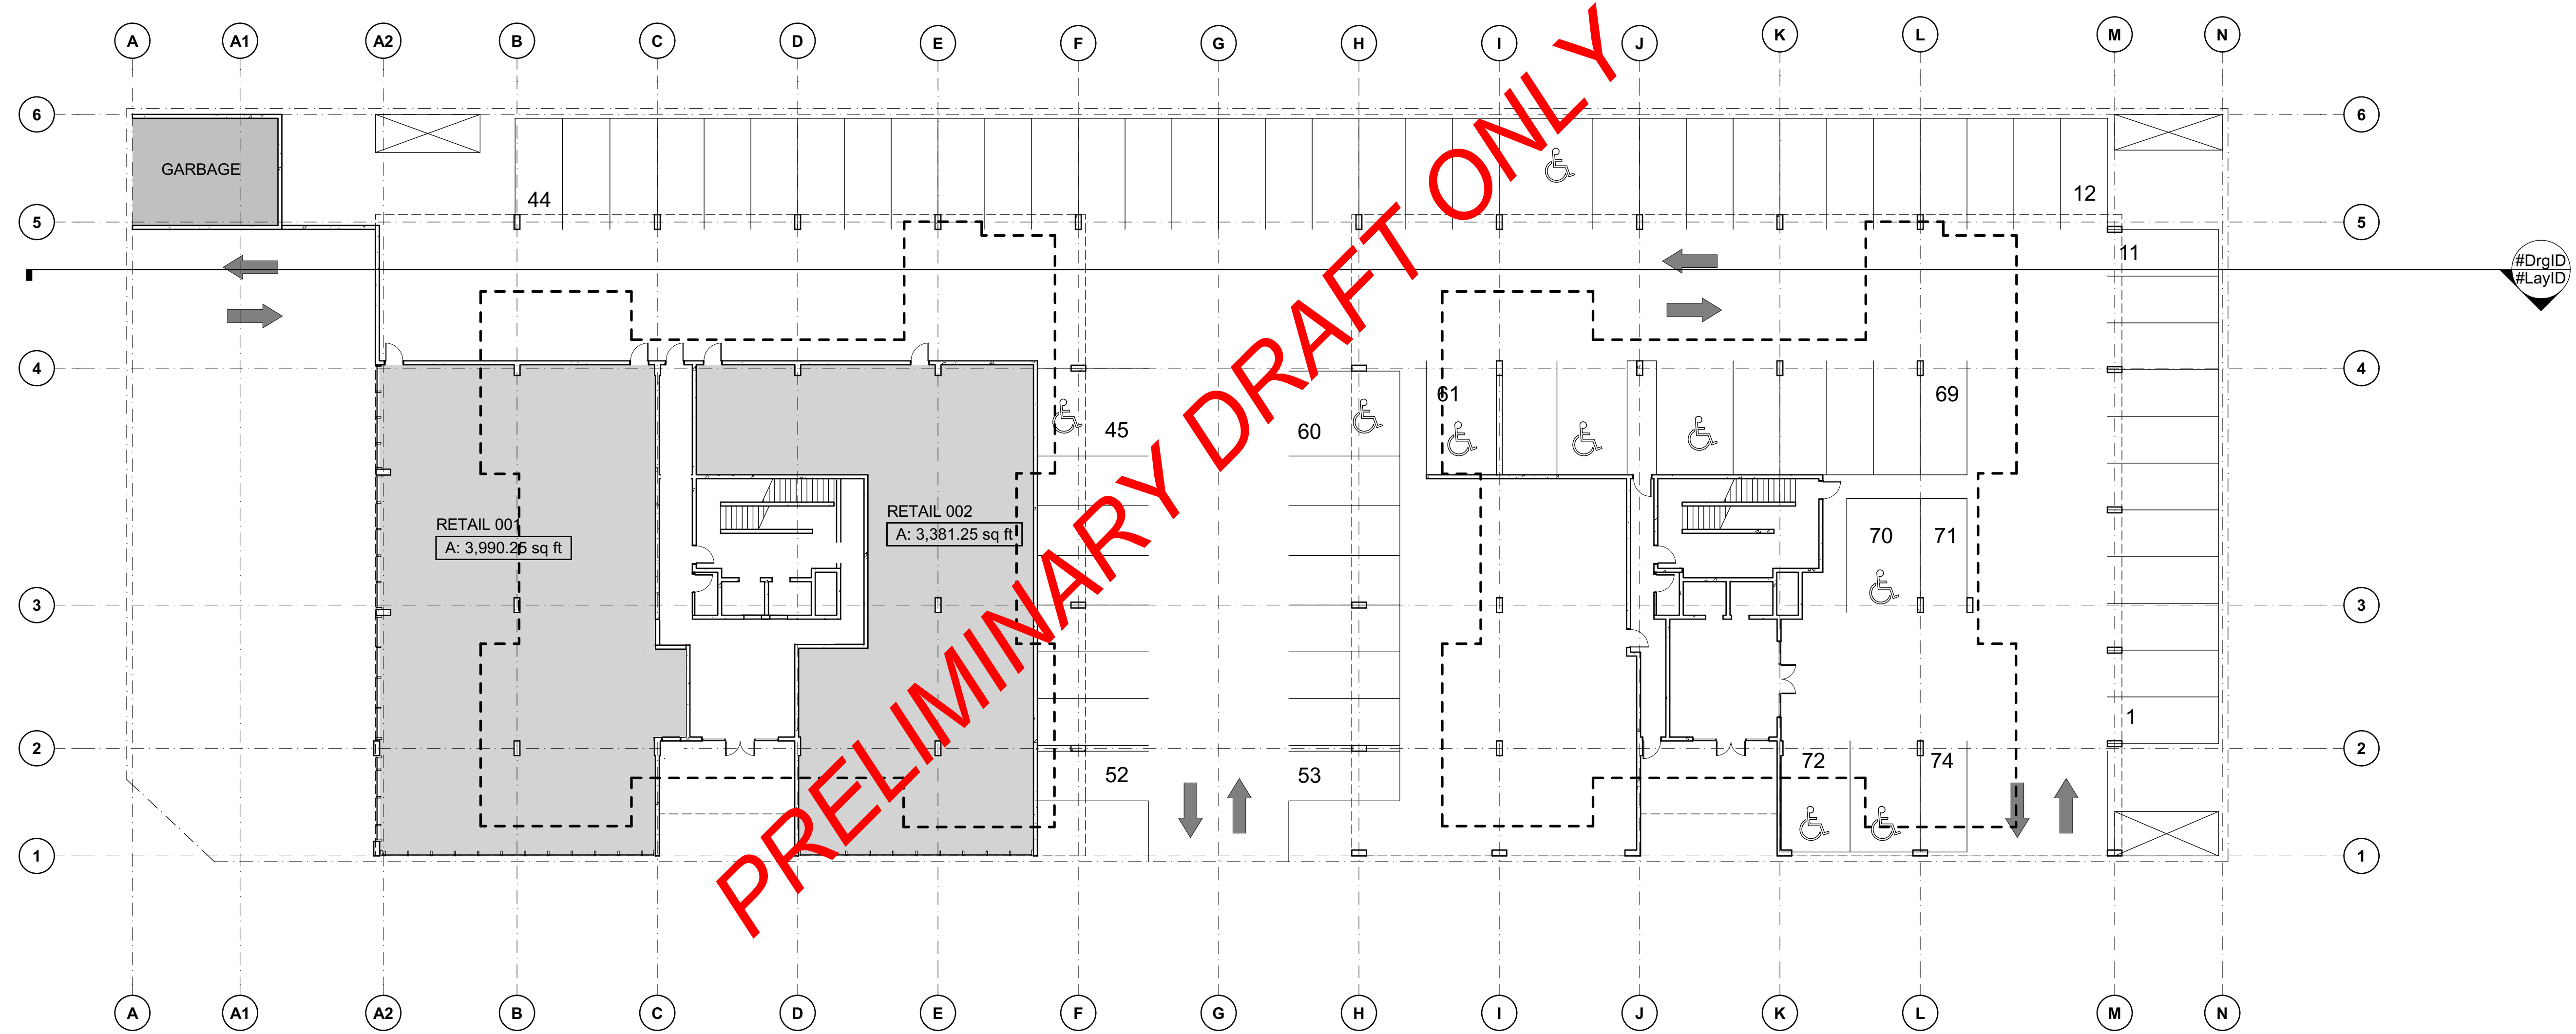 A A1 A2 B C D E F G H I J K L M N
6 6
GARBAGE
44 12
5 5
11
#DrgID
#LayID
4 4
61 69
45 60
RETAIL 001
A: 3,990.25 sq ft
RETAIL 002
A: 3,381.25 sq ft
70 71
3 3
1
2 2
52 53 72 74
1 1
PRELIMINARY DRAFT ONLY
A A1 A2 B C D E F G H I J K L M N